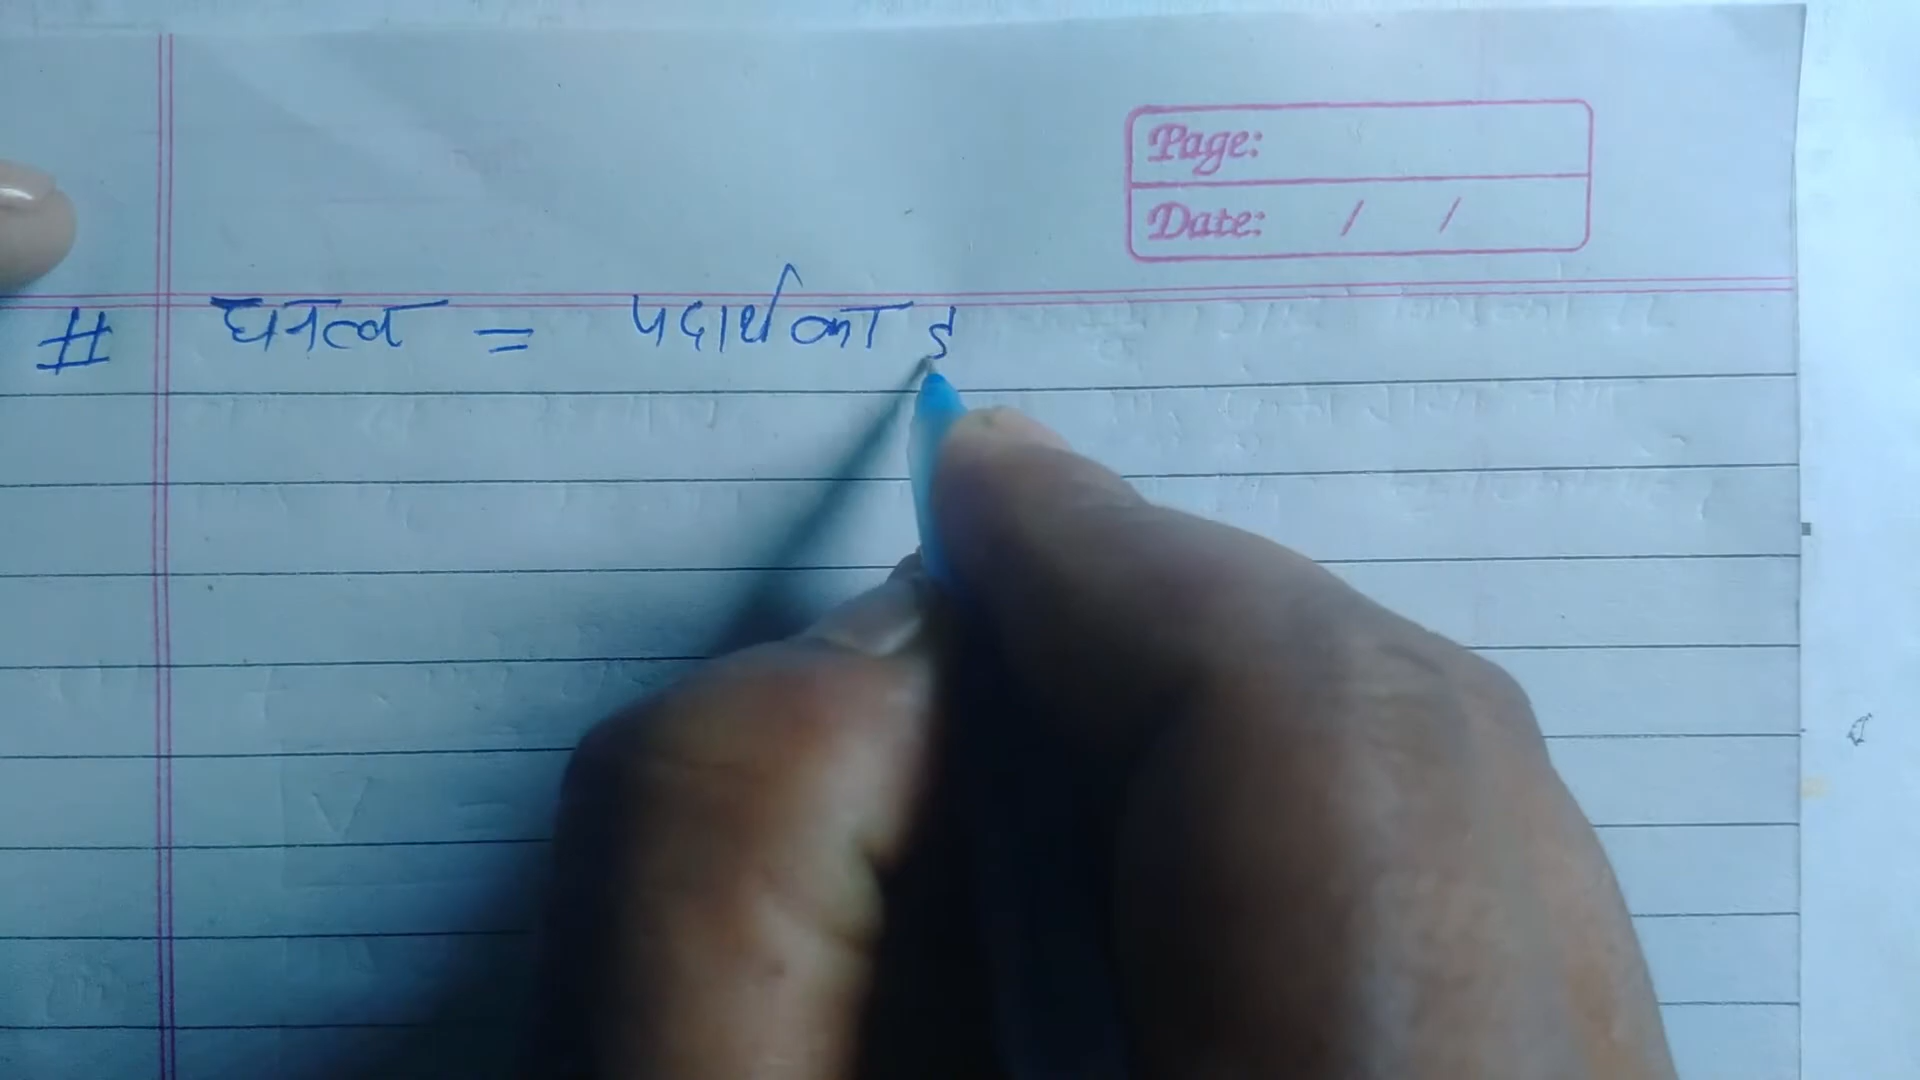 Page:
Date: / /
# घनत्व = पदार्थ का